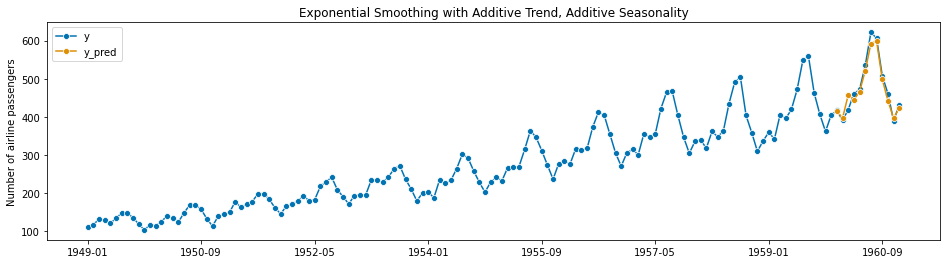 Exponential Smoothing with Additive Trend, Additive Seasonality
y
y_pred
Number of airline passengers
600
500
400
300
200
100
1949-01 1950-09 1952-05 1954-01 1955-09 1957-05 1959-01 1960-09